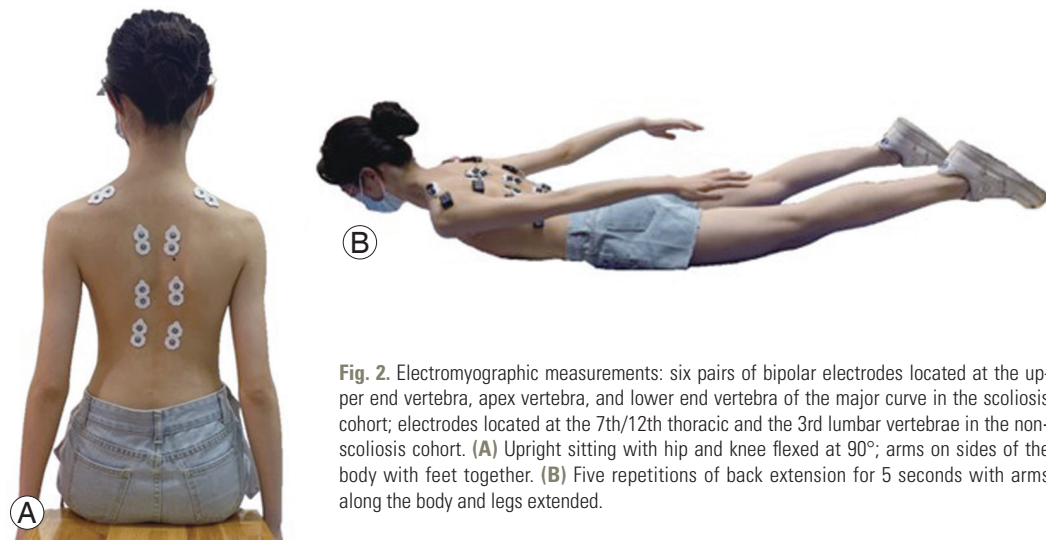 Fig. 2. Electromyographic measurements: six pairs of bipolar electrodes located at the up-
per end vertebra, apex vertebra, and lower end vertebra of the major curve in the scoliosis
cohort; electrodes located at the 7th/12th thoracic and the 3rd lumbar vertebrae in the non-
scoliosis cohort. (A) Upright sitting with hip and knee flexed at 90°; arms on sides of the
body with feet together. (B) Five repetitions of back extension for 5 seconds with arms
along the body and legs extended.
A
B